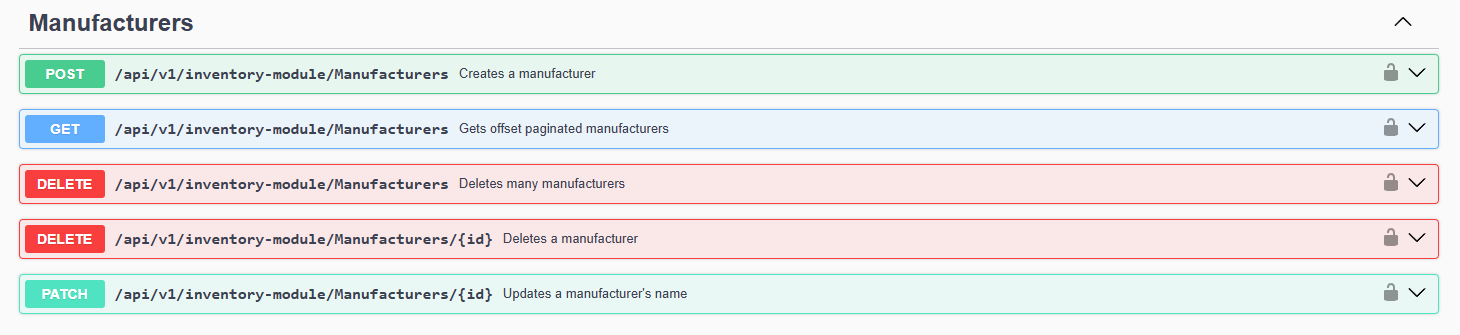 Manufacturers
POST /api/v1/inventory-module/Manufacturers Creates a manufacturer
GET /api/v1/inventory-module/Manufacturers Gets offset paginated manufacturers
DELETE /api/v1/inventory-module/Manufacturers Deletes many manufacturers
DELETE /api/v1/inventory-module/Manufacturers/{id} Deletes a manufacturer
PATCH /api/v1/inventory-module/Manufacturers/{id} Updates a manufacturer's name